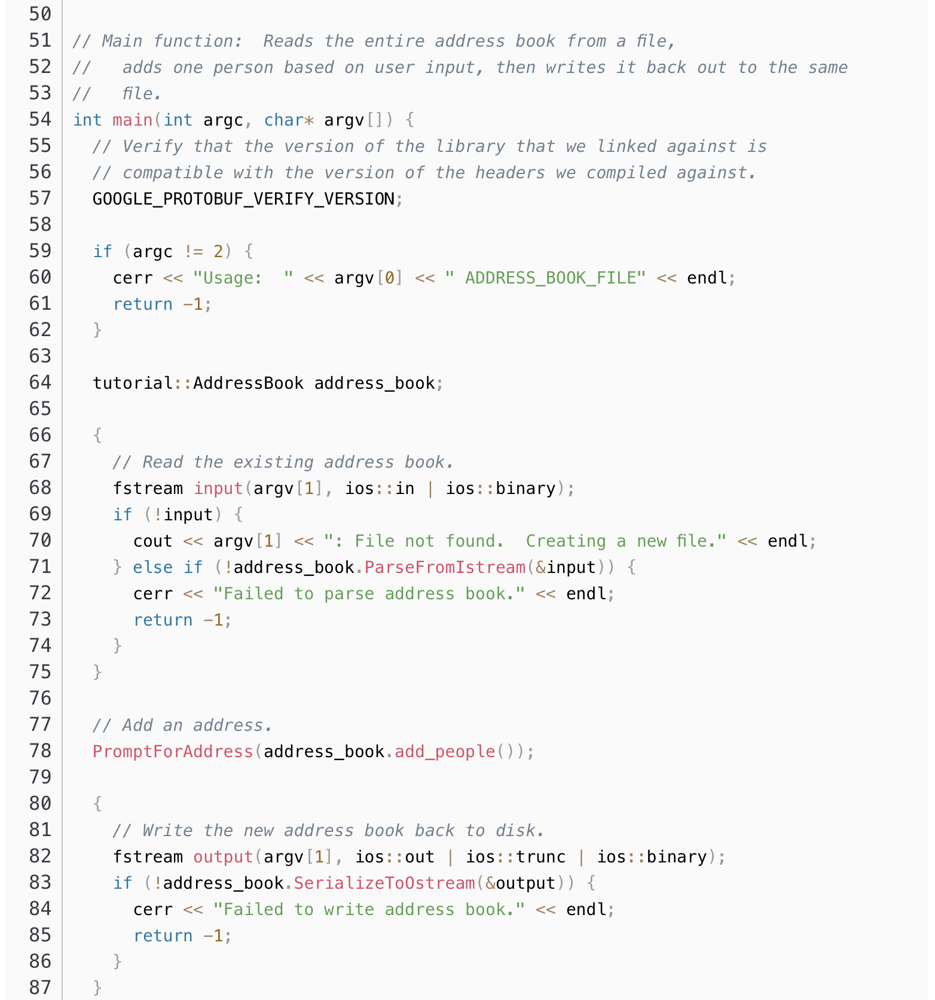 50
51 // Main function:  Reads the entire address book from a file,
52 //   adds one person based on user input, then writes it back out to the same
53 //   file.
54 int main(int argc, char* argv[]) {
55   // Verify that the version of the library that we linked against is
56   // compatible with the version of the headers we compiled against.
57   GOOGLE_PROTOBUF_VERIFY_VERSION;
58
59   if (argc != 2) {
60     cerr << "Usage:  " << argv[0] << " ADDRESS_BOOK_FILE" << endl;
61     return -1;
62   }
63
64   tutorial::AddressBook address_book;
65
66   {
67     // Read the existing address book.
68     fstream input(argv[1], ios::in | ios::binary);
69     if (!input) {
70       cout << argv[1] << ": File not found.  Creating a new file." << endl;
71     } else if (!address_book.ParseFromIstream(&input)) {
72       cerr << "Failed to parse address book." << endl;
73       return -1;
74     }
75   }
76
77   // Add an address.
78   PromptForAddress(address_book.add_people());
79
80   {
81     // Write the new address book back to disk.
82     fstream output(argv[1], ios::out | ios::trunc | ios::binary);
83     if (!address_book.SerializeToOstream(&output)) {
84       cerr << "Failed to write address book." << endl;
85       return -1;
86     }
87   }